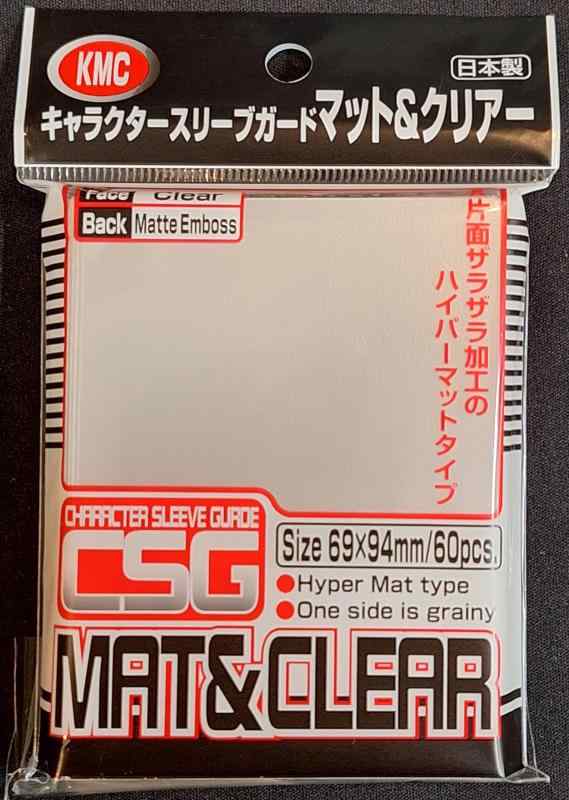 KMC
日本製
キャラクタースリーブガードマット&クリアー
Face Clear
Back Matte Emboss
片面ザラザラ加工の
ハイパーマットタイプ
CHARACTER SLEEVE GURDE
CSG
Size 69×94mm/60pcs.
●Hyper Mat type
●One side is grainy
MAT&CLEAR